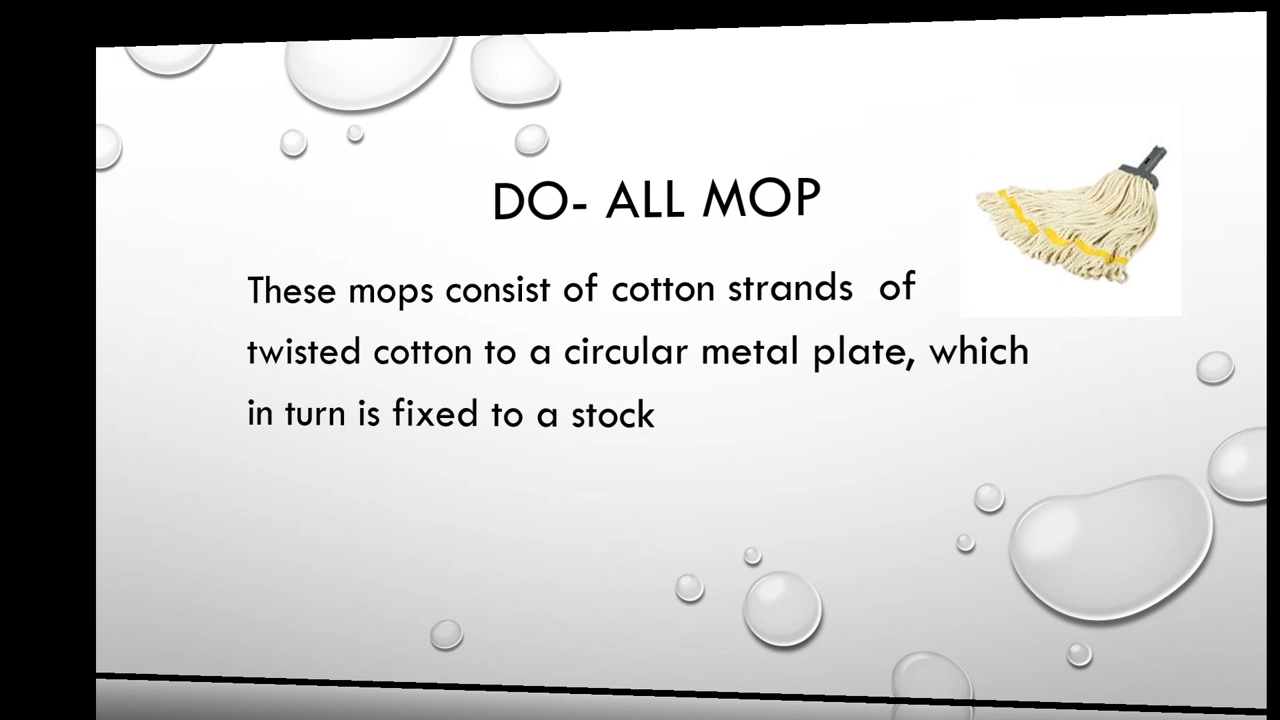 DO- ALL MOP
These mops consist of cotton strands  of
twisted cotton to a circular metal plate, which
in turn is fixed to a stock